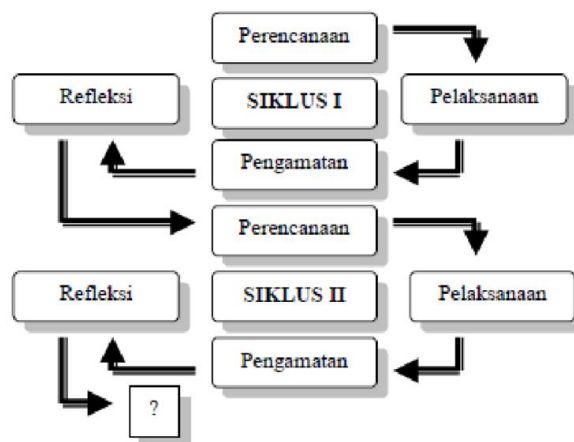 Perencanaan
Refleksi
SIKLUS I
Pelaksanaan
Pengamatan
Perencanaan
Refleksi
SIKLUS II
Pelaksanaan
Pengamatan
?